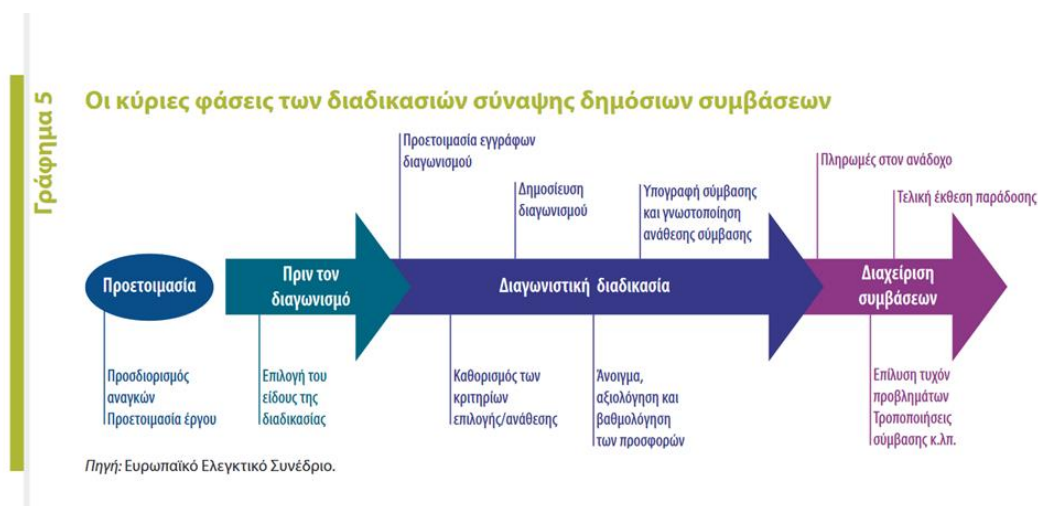 Γράφημα 5
Οι κύριες φάσεις των διαδικασιών σύναψης δημόσιων συμβάσεων
Προετοιμασία εγγράφων
διαγωνισμού
Δημοσίευση
διαγωνισμού
Υπογραφή σύμβασης
και γνωστοποίηση
ανάθεσης σύμβασης
Πληρωμές στον ανάδοχο
Τελική έκθεση παράδοσης
Προετοιμασία
Πριν τον
διαγωνισμό
Διαγωνιστική διαδικασία
Διαχείριση
συμβάσεων
Προσδιορισμός
αναγκών
Προετοιμασία έργου
Επιλογή του
είδους της
διαδικασίας
Καθορισμός των
κριτηρίων
επιλογής/ανάθεσης
Άνοιγμα,
αξιολόγηση και
βαθμολόγηση
των προσφορών
Επίλυση τυχόν
προβλημάτων
Τροποποιήσεις
σύμβασης κ.λπ.
Πηγή: Ευρωπαϊκό Ελεγκτικό Συνέδριο.